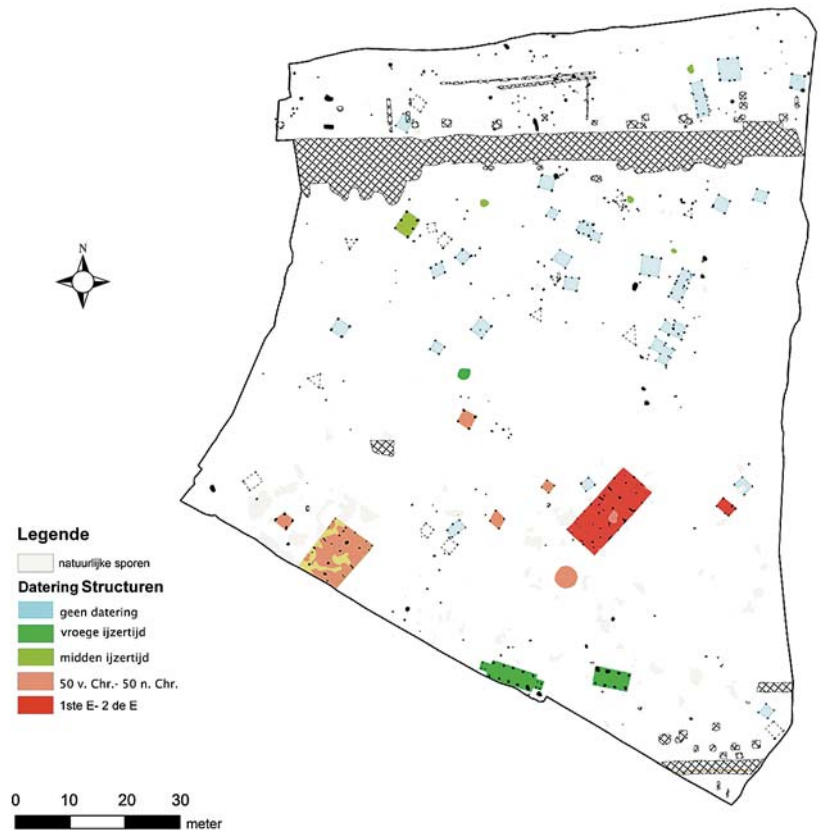 N
Legende
natuurlijke sporen
Datering Structuren
geen datering
vroege ijzertijd
midden ijzertijd
50 v. Chr.- 50 n. Chr.
1ste E- 2 de E
0 10 20 30
meter